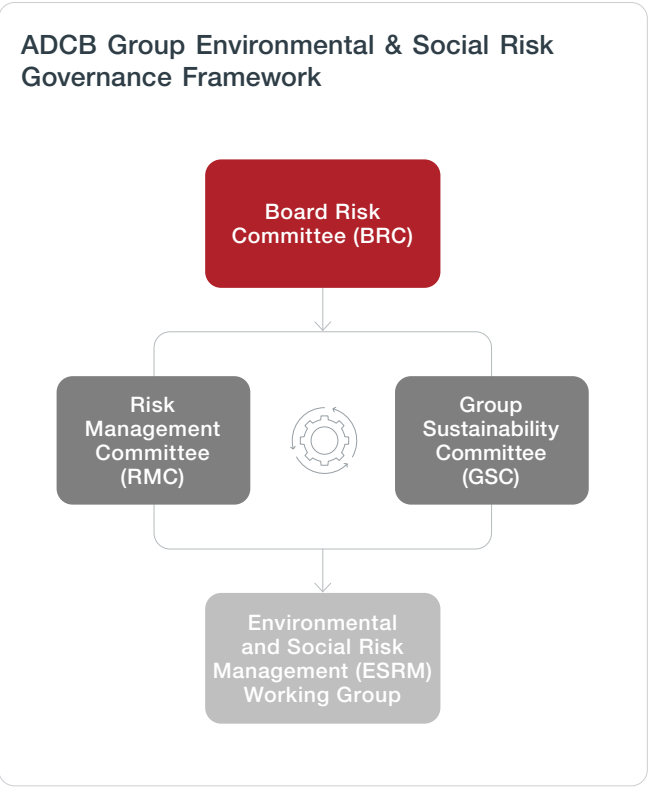 ADCB Group Environmental & Social Risk
Governance Framework
Board Risk
Committee (BRC)
Risk
Management
Committee
(RMC)
Group
Sustainability
Committee
(GSC)
Environmental
and Social Risk
Management (ESRM)
Working Group